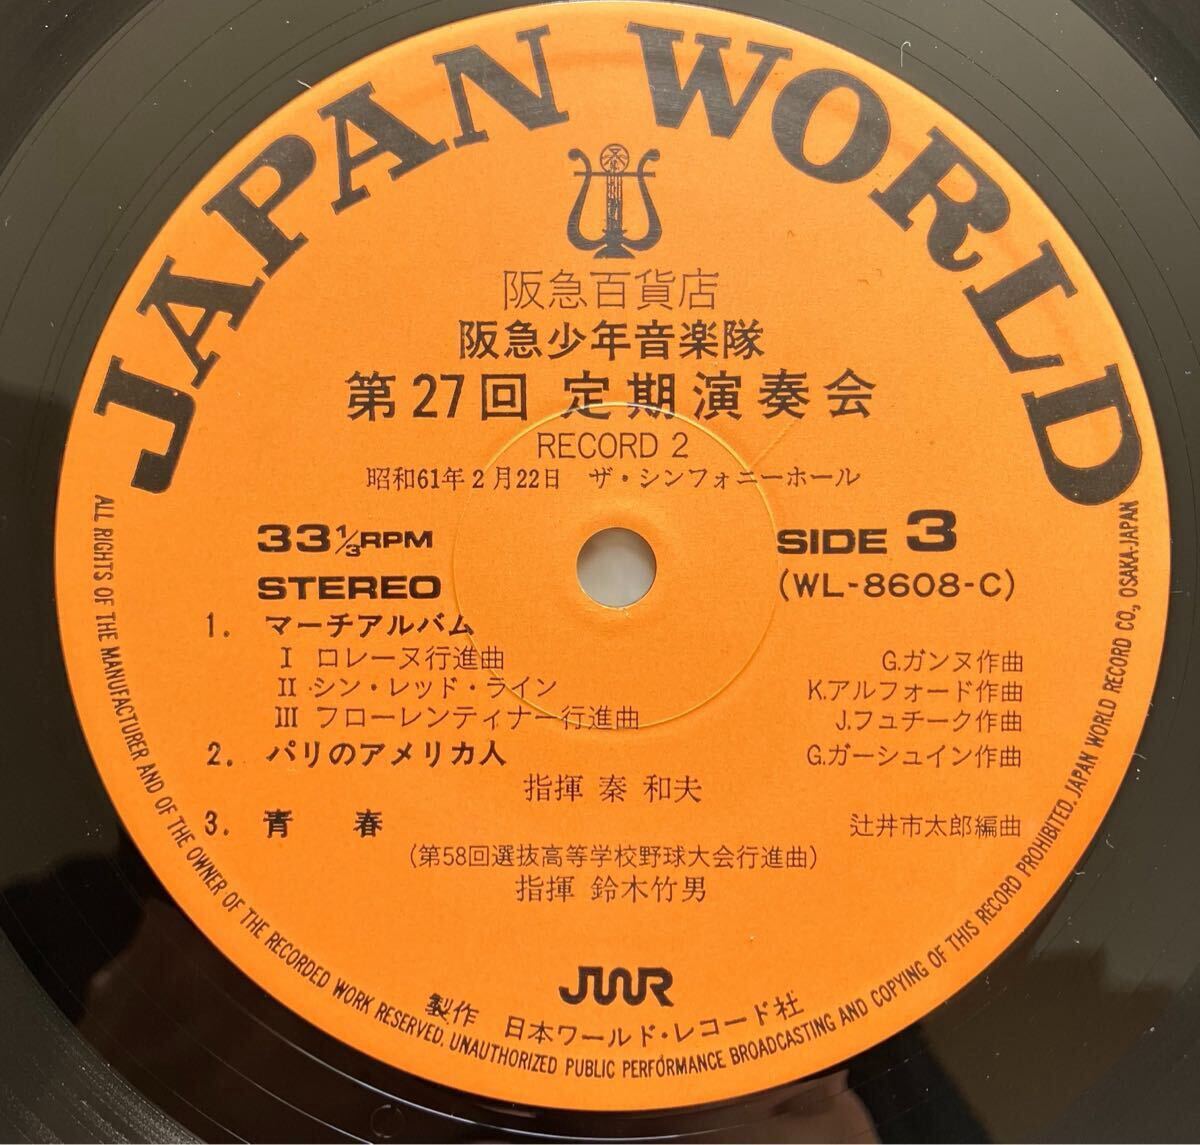 JAPAN WORLD
阪急百貨店
阪急少年音楽隊
第27回 定期演奏会
RECORD 2
昭和61年2月22日 ザ・シンフォニーホール
33 1/3 RPM
STEREO
SIDE 3
(WL-8608-C)
1. マーチアルバム
I ロレーヌ行進曲 G.ガンヌ作曲
II シン・レッド・ライン K.アルフォード作曲
III フローレンティナー行進曲 J.フュチーク作曲
2. パリのアメリカ人 G.ガーシュイン作曲
指揮 秦 和夫
3. 青 春 辻井市太郎編曲
(第58回選抜高等学校野球大会行進曲)
指揮 鈴木竹男
JWR
製作 日本ワールド・レコード社
ALL RIGHTS OF THE MANUFACTURER AND OF THE OWNER OF THE RECORDED WORK RESERVED. UNAUTHORIZED PUBLIC PERFORMANCE BROADCASTING AND COPYING OF THIS RECORD PROHIBITED. JAPAN WORLD RECORD CO., OSAKA-JAPAN